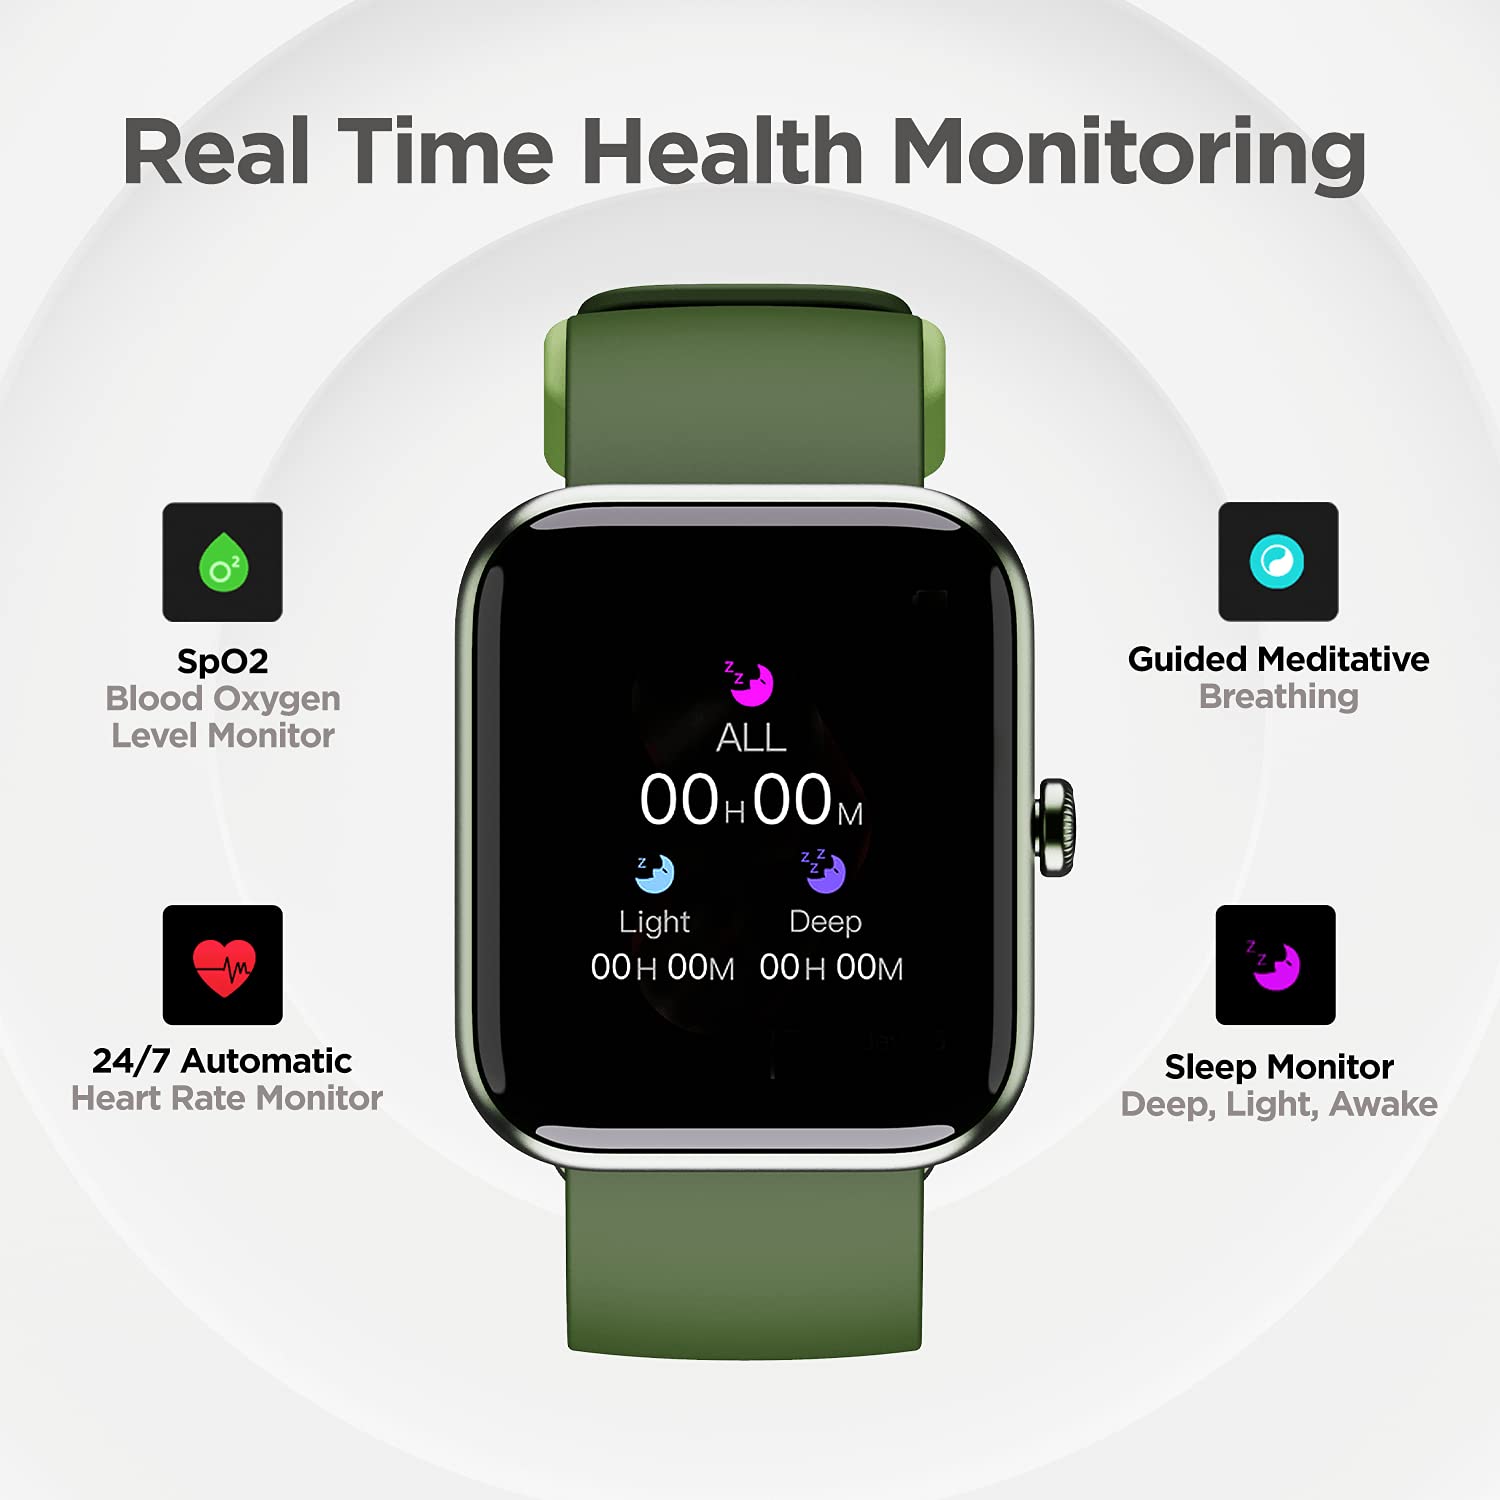 Real Time Health Monitoring
O2
SpO2
Blood Oxygen
Level Monitor
24/7 Automatic
Heart Rate Monitor
z
z
ALL
00H00M
z
z
z
z
Light
Deep
00H 00M
00H 00M
Guided Meditative
Breathing
z
z
Sleep Monitor
Deep, Light, Awake